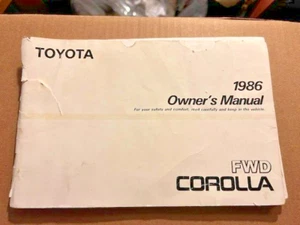 TOYOTA
1986
Owner's Manual
For your safety and comfort, read carefully and keep in the vehicle.
FWD
COROLLA